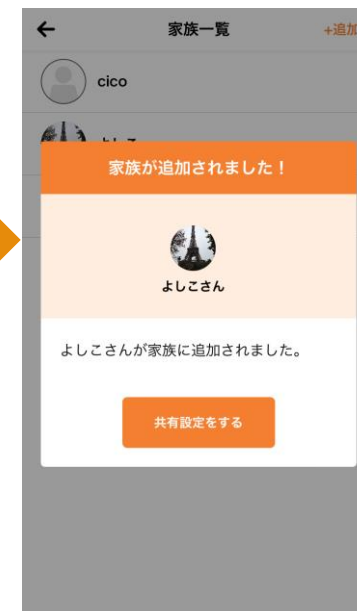 家族一覧
+追加
cico
家族が追加されました！
よしこさん
よしこさんが家族に追加されました。
共有設定をする